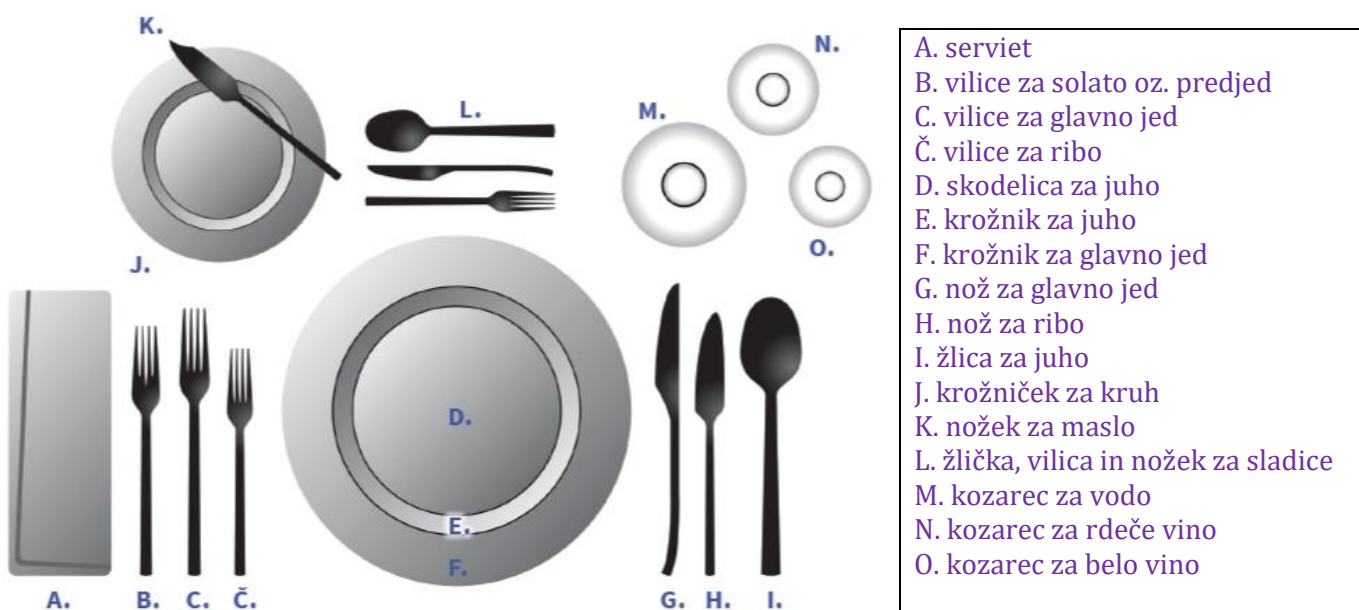 K.
N.
L.
M.
O.
J.
D.
E.
F.
A.
B.
C.
Č.
G.
H.
I.
A. serviet
B. vilice za solato oz. predjed
C. vilice za glavno jed
Č. vilice za ribo
D. skodelica za juho
E. krožnik za juho
F. krožnik za glavno jed
G. nož za glavno jed
H. nož za ribo
I. žlica za juho
J. krožniček za kruh
K. nožek za maslo
L. žlička, vilica in nožek za sladice
M. kozarec za vodo
N. kozarec za rdeče vino
O. kozarec za belo vino